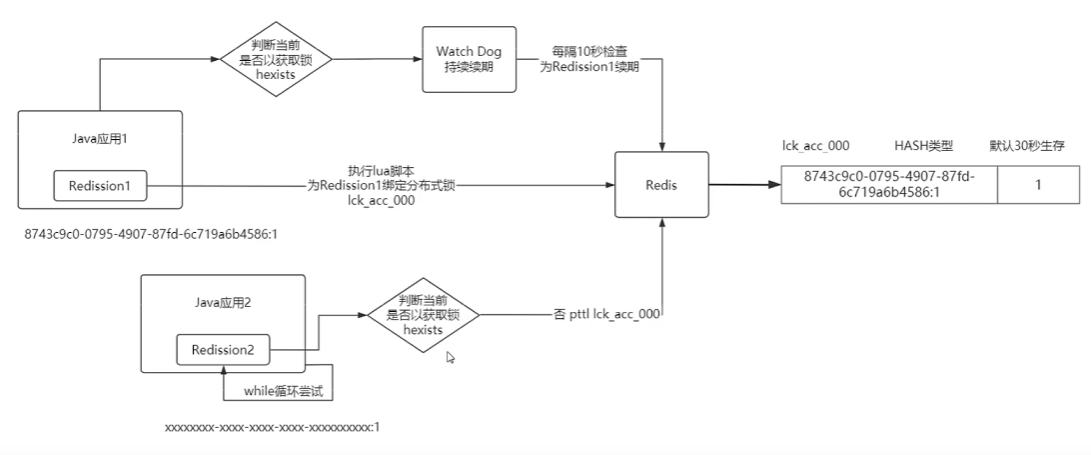 判断当前
是否以获取锁
hexists
Watch Dog
持续续期
每隔10秒检查
为Redission1续期
Java应用1
Redission1
执行lua脚本
为Redission1绑定分布式锁
lck_acc_000
Redis
lck_acc_000 HASH类型 默认30秒生存
8743c9c0-0795-4907-87fd-
6c719a6b4586:1
1
8743c9c0-0795-4907-87fd-6c719a6b4586:1
Java应用2
Redission2
while循环尝试
判断当前
是否以获取锁
hexists
否 pttl lck_acc_000
xxxxxxxx-xxxx-xxxx-xxxx-xxxxxxxxxx:1